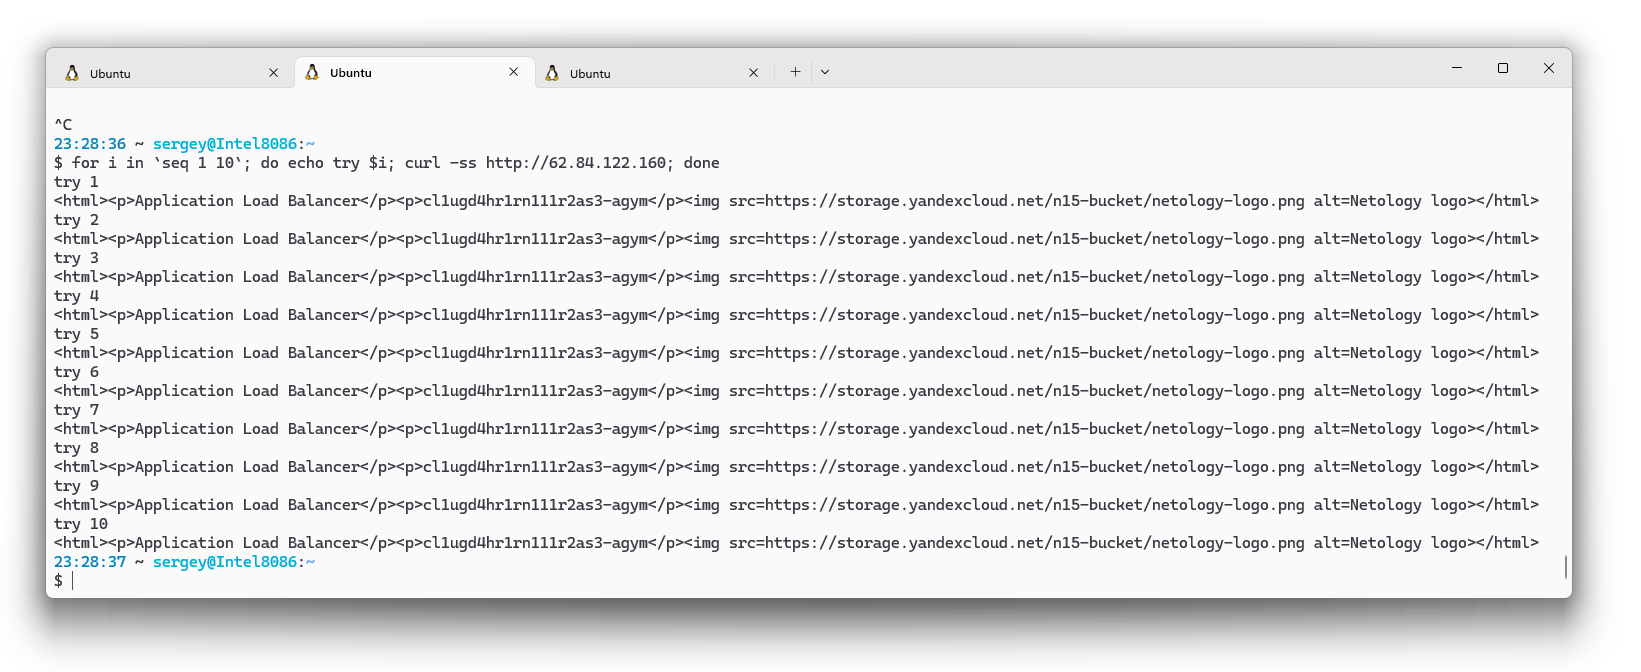 Ubuntu Ubuntu Ubuntu
^C
23:28:36 ~ sergey@Intel8086:~
$ for i in `seq 1 10`; do echo try $i; curl -ss http://62.84.122.160; done
try 1
<html><p>Application Load Balancer</p><p>cl1ugd4hr1rn111r2as3-agym</p><img src=https://storage.yandexcloud.net/n15-bucket/netology-logo.png alt=Netology logo></html>
try 2
<html><p>Application Load Balancer</p><p>cl1ugd4hr1rn111r2as3-agym</p><img src=https://storage.yandexcloud.net/n15-bucket/netology-logo.png alt=Netology logo></html>
try 3
<html><p>Application Load Balancer</p><p>cl1ugd4hr1rn111r2as3-agym</p><img src=https://storage.yandexcloud.net/n15-bucket/netology-logo.png alt=Netology logo></html>
try 4
<html><p>Application Load Balancer</p><p>cl1ugd4hr1rn111r2as3-agym</p><img src=https://storage.yandexcloud.net/n15-bucket/netology-logo.png alt=Netology logo></html>
try 5
<html><p>Application Load Balancer</p><p>cl1ugd4hr1rn111r2as3-agym</p><img src=https://storage.yandexcloud.net/n15-bucket/netology-logo.png alt=Netology logo></html>
try 6
<html><p>Application Load Balancer</p><p>cl1ugd4hr1rn111r2as3-agym</p><img src=https://storage.yandexcloud.net/n15-bucket/netology-logo.png alt=Netology logo></html>
try 7
<html><p>Application Load Balancer</p><p>cl1ugd4hr1rn111r2as3-agym</p><img src=https://storage.yandexcloud.net/n15-bucket/netology-logo.png alt=Netology logo></html>
try 8
<html><p>Application Load Balancer</p><p>cl1ugd4hr1rn111r2as3-agym</p><img src=https://storage.yandexcloud.net/n15-bucket/netology-logo.png alt=Netology logo></html>
try 9
<html><p>Application Load Balancer</p><p>cl1ugd4hr1rn111r2as3-agym</p><img src=https://storage.yandexcloud.net/n15-bucket/netology-logo.png alt=Netology logo></html>
try 10
<html><p>Application Load Balancer</p><p>cl1ugd4hr1rn111r2as3-agym</p><img src=https://storage.yandexcloud.net/n15-bucket/netology-logo.png alt=Netology logo></html>
23:28:37 ~ sergey@Intel8086:~
$